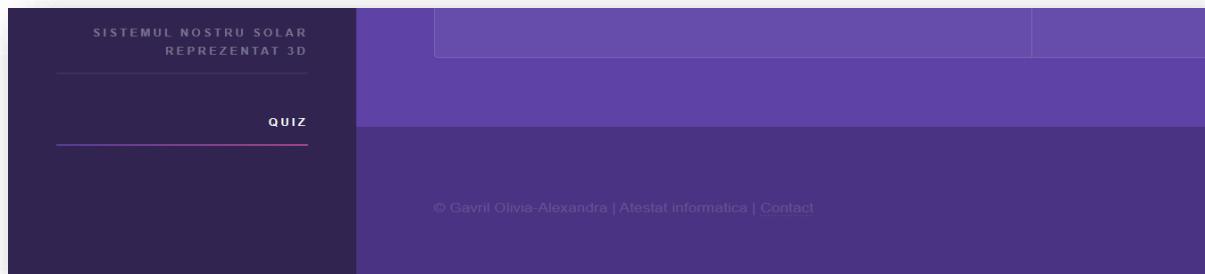 SISTEMUL NOSTRU SOLAR
REPREZENTAT 3D
QUIZ
© Gavril Olivia-Alexandra | Atestat informatica | Contact